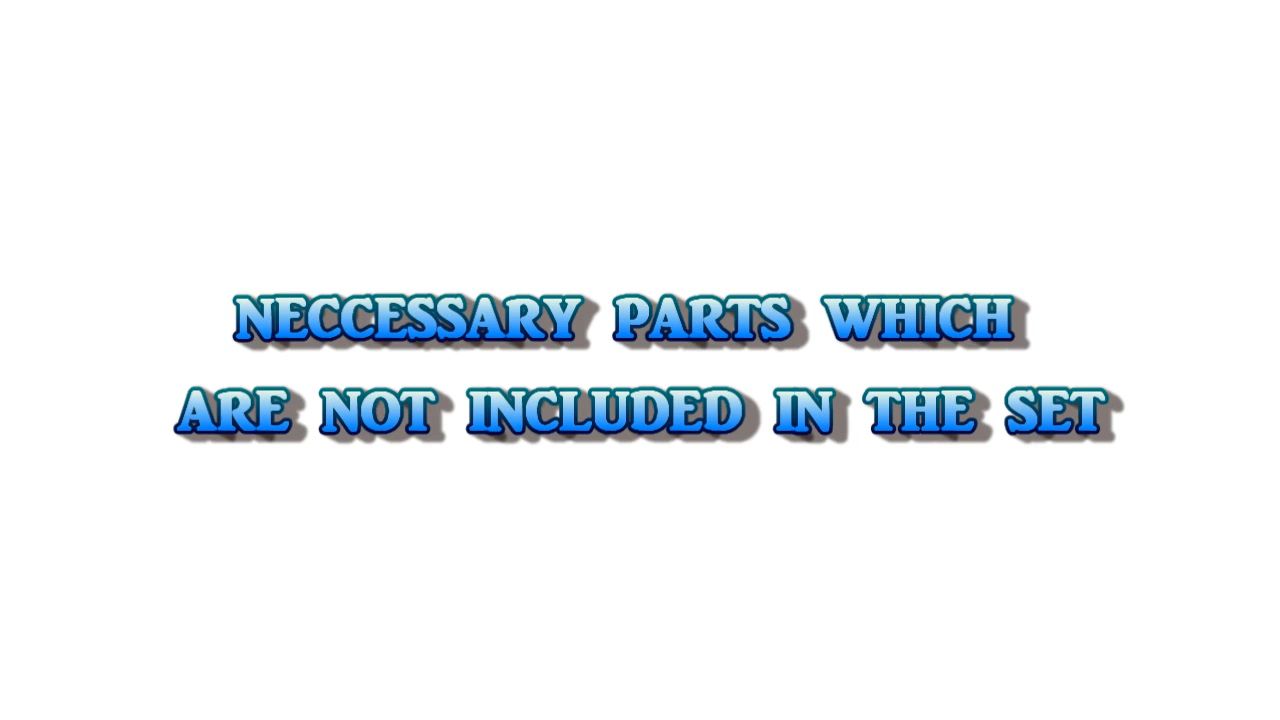 NECCESSARY PARTS WHICH
ARE NOT INCLUDED IN THE SET